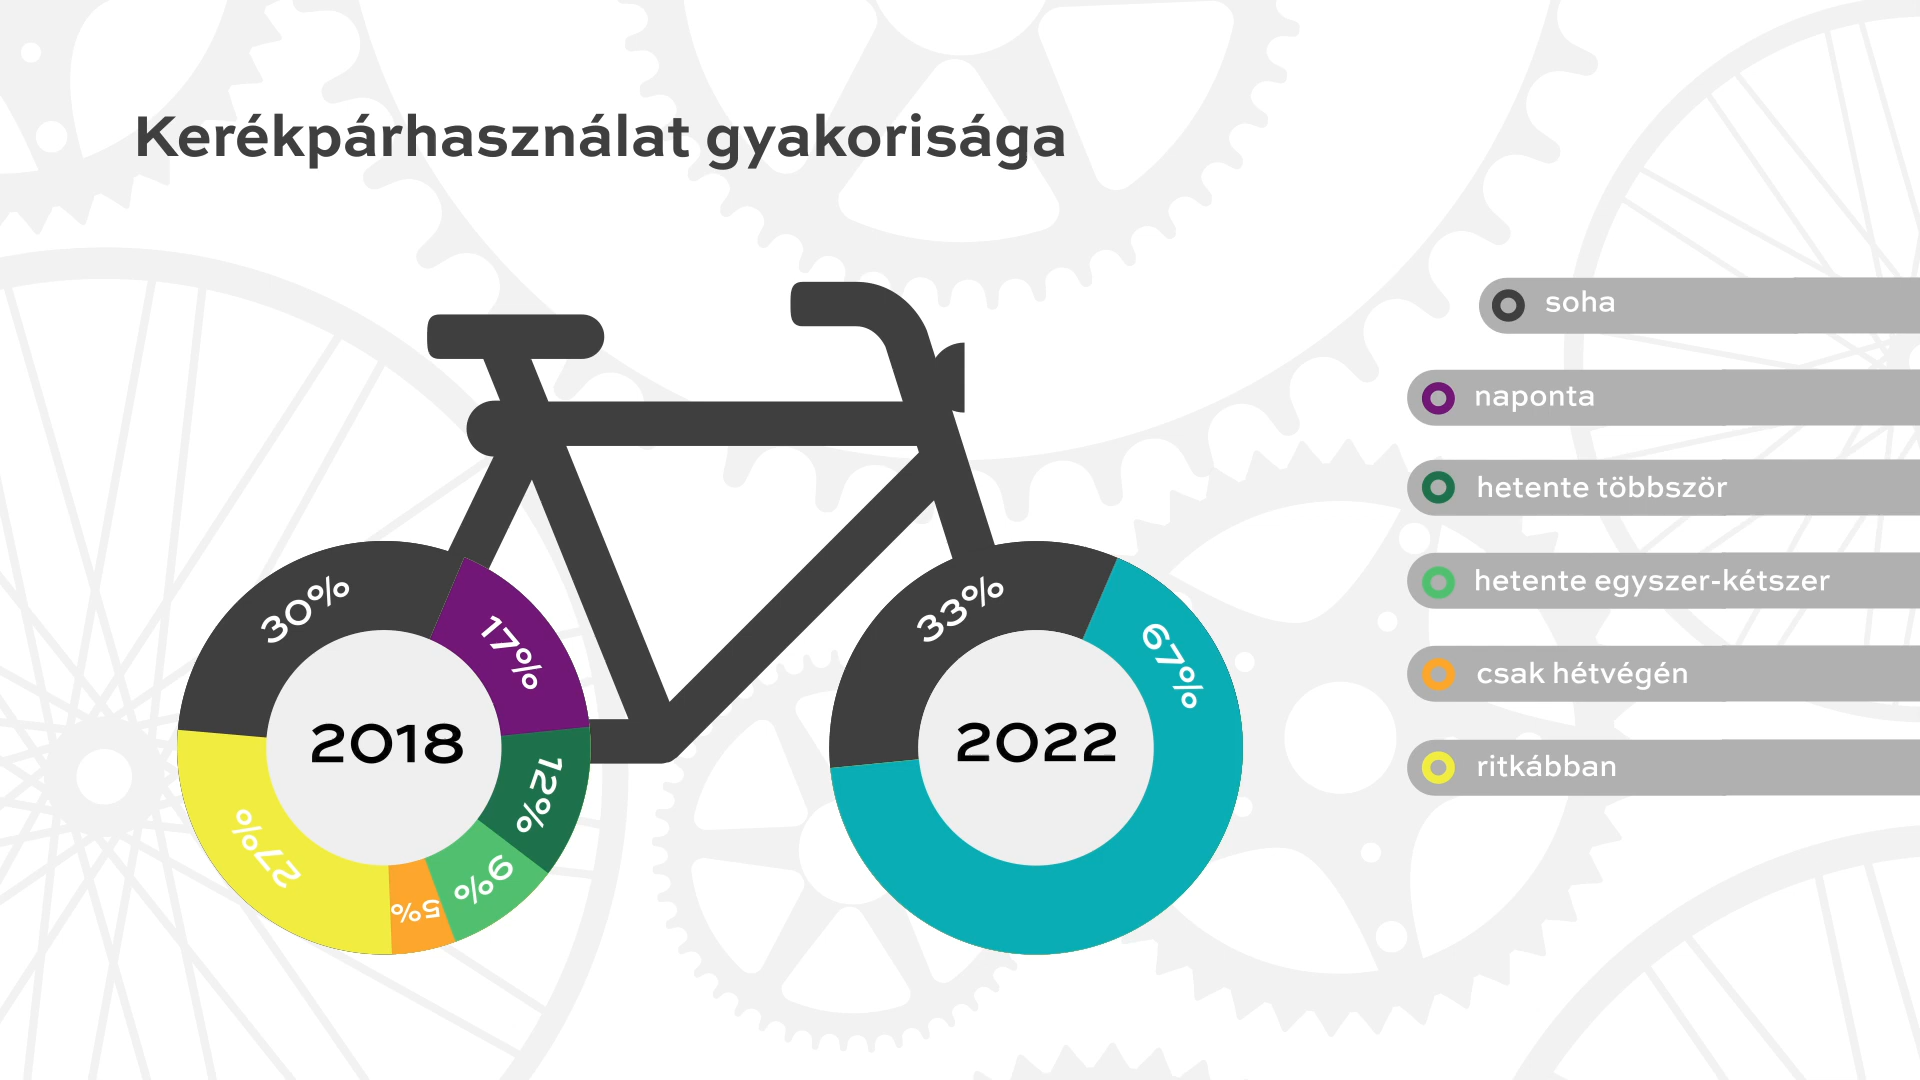 Kerékpárhasználat gyakorisága
30%
17%
12%
9%
5%
27%
2018
33%
67%
2022
soha
naponta
hetente többször
hetente egyszer-kétszer
csak hétvégén
ritkábban